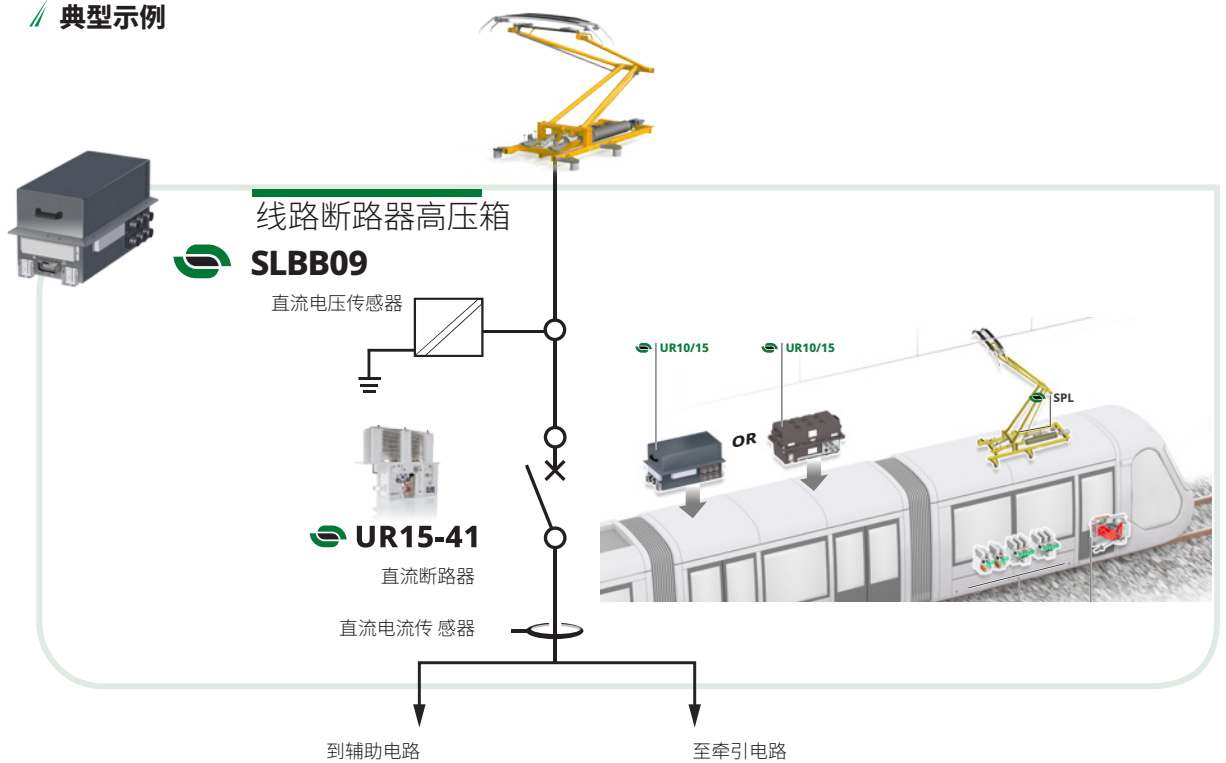 典型示例
线路断路器高压箱
SLBB09
直流电压传感器
UR10/15
UR10/15
OR
SPL
UR15-41
直流断路器
直流电流传 感器
到辅助电路
至牵引电路